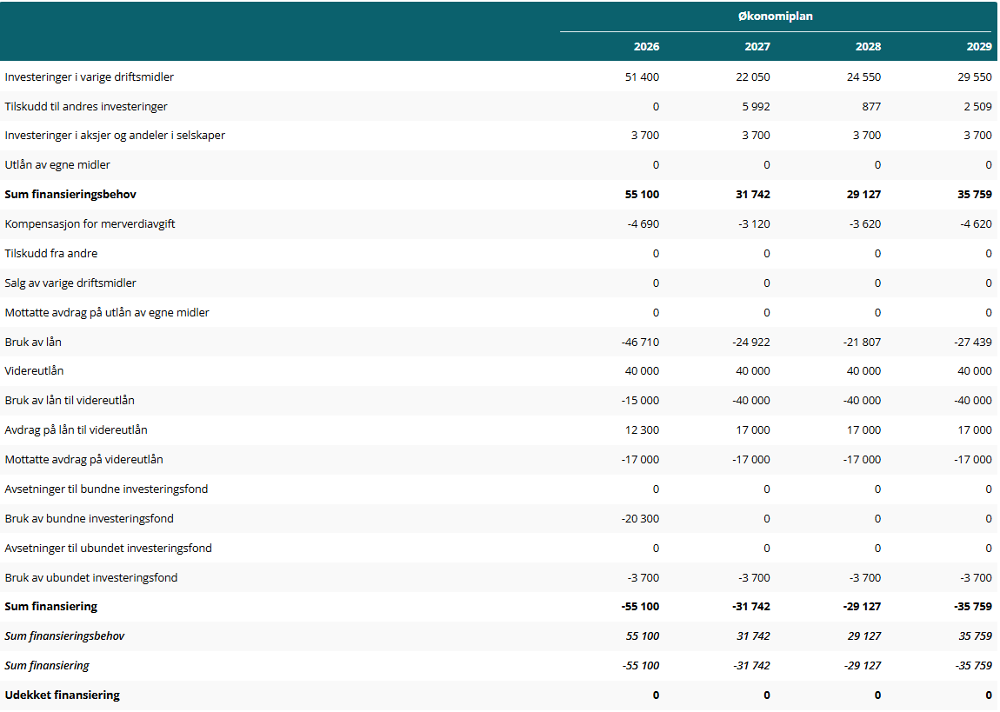 Økonomiplan
2026 2027 2028 2029
Investeringer i varige driftsmidler 51 400 22 050 24 550 29 550
Tilskudd til andres investeringer 0 5 992 877 2 509
Investeringer i aksjer og andeler i selskaper 3 700 3 700 3 700 3 700
Utlån av egne midler 0 0 0 0
Sum finansieringsbehov 55 100 31 742 29 127 35 759
Kompensasjon for merverdiavgift -4 690 -3 120 -3 620 -4 620
Tilskudd fra andre 0 0 0 0
Salg av varige driftsmidler 0 0 0 0
Mottatte avdrag på utlån av egne midler 0 0 0 0
Bruk av lån -46 710 -24 922 -21 807 -27 439
Videreutlån 40 000 40 000 40 000 40 000
Bruk av lån til videreutlån -15 000 -40 000 -40 000 -40 000
Avdrag på lån til videreutlån 12 300 17 000 17 000 17 000
Mottatte avdrag på videreutlån -17 000 -17 000 -17 000 -17 000
Avsetninger til bundne investeringsfond 0 0 0 0
Bruk av bundne investeringsfond -20 300 0 0 0
Avsetninger til ubundet investeringsfond 0 0 0 0
Bruk av ubundet investeringsfond -3 700 -3 700 -3 700 -3 700
Sum finansiering -55 100 -31 742 -29 127 -35 759
Sum finansieringsbehov 55 100 31 742 29 127 35 759
Sum finansiering -55 100 -31 742 -29 127 -35 759
Udekket finansiering 0 0 0 0